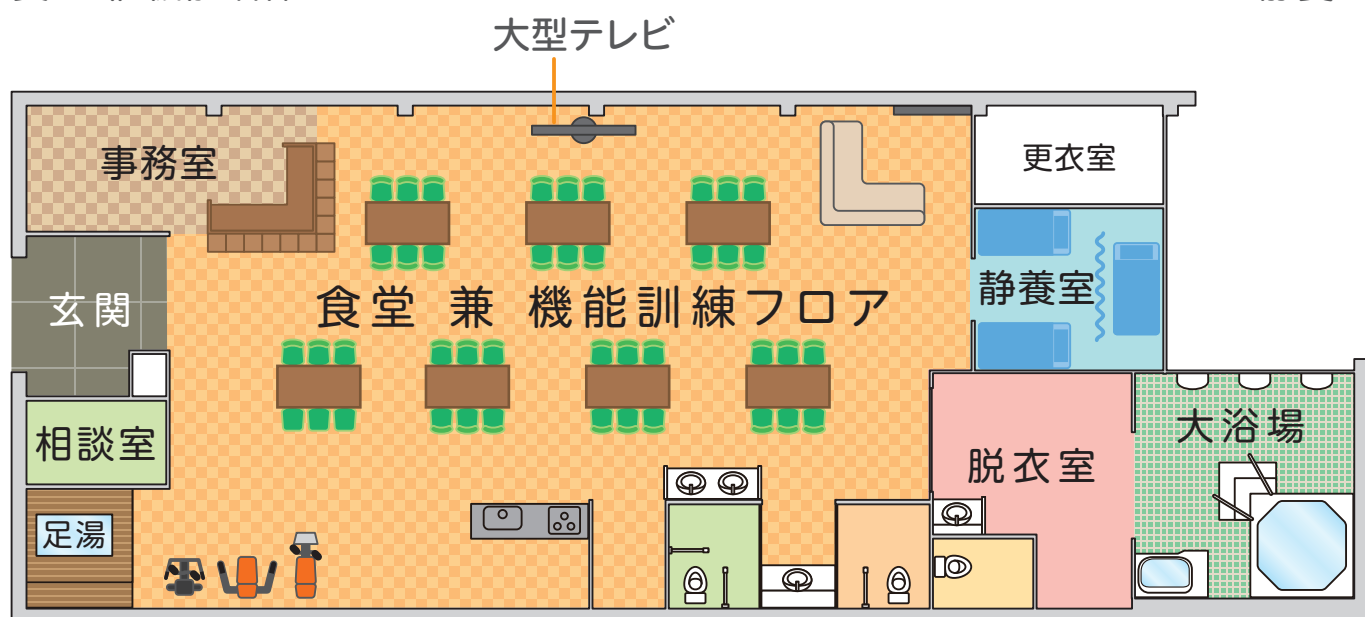 大型テレビ
事務室
更衣室
静養室
玄関
食堂 兼 機能訓練フロア
相談室
大浴場
脱衣室
足湯